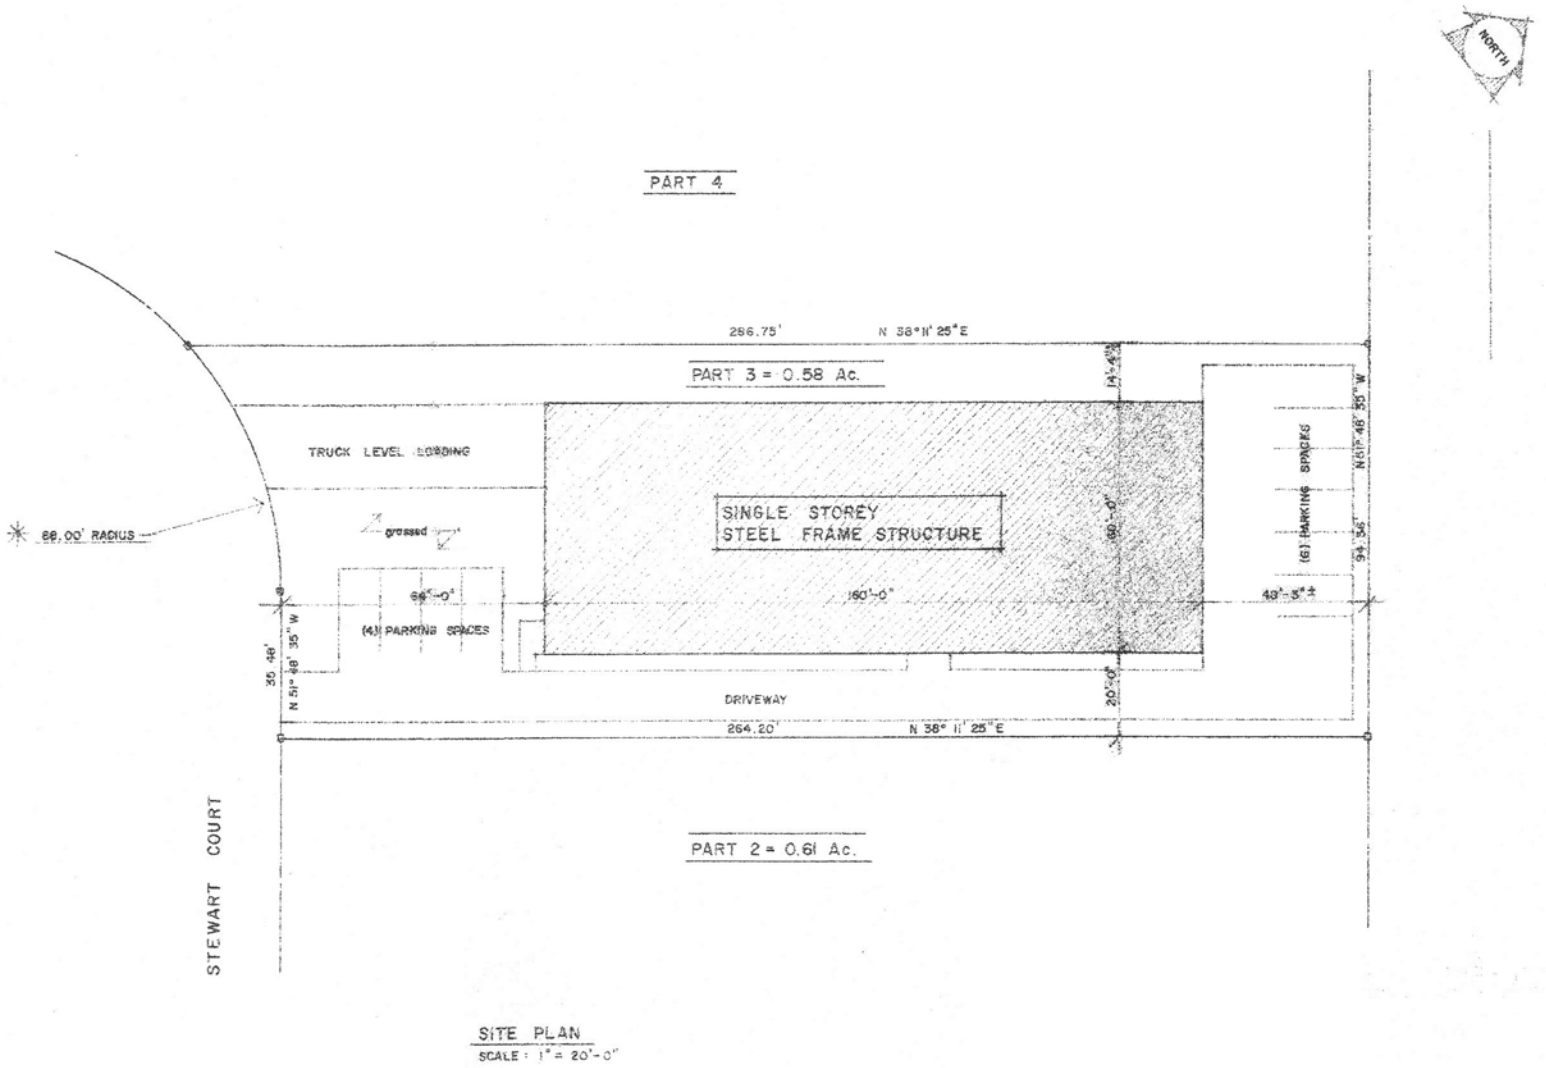 NORTH
PART 4
286.75' N 38° 11' 25" E
PART 3 = 0.58 Ac.
14'-4"
TRUCK LEVEL LOADING
SINGLE STOREY
STEEL FRAME STRUCTURE
(6) PARKING SPACES
N 51° 48' 35" W
94.36'
* 68.00' RADIUS
grassed
66'-0"
160'-0"
60'-0"
48'-5" ±
(4) PARKING SPACES
35.48'
N 51° 48' 35" W
20'-0"
DRIVEWAY
264.20' N 38° 11' 25" E
STEWART COURT
PART 2 = 0.61 Ac.
SITE PLAN
SCALE : 1" = 20'-0"